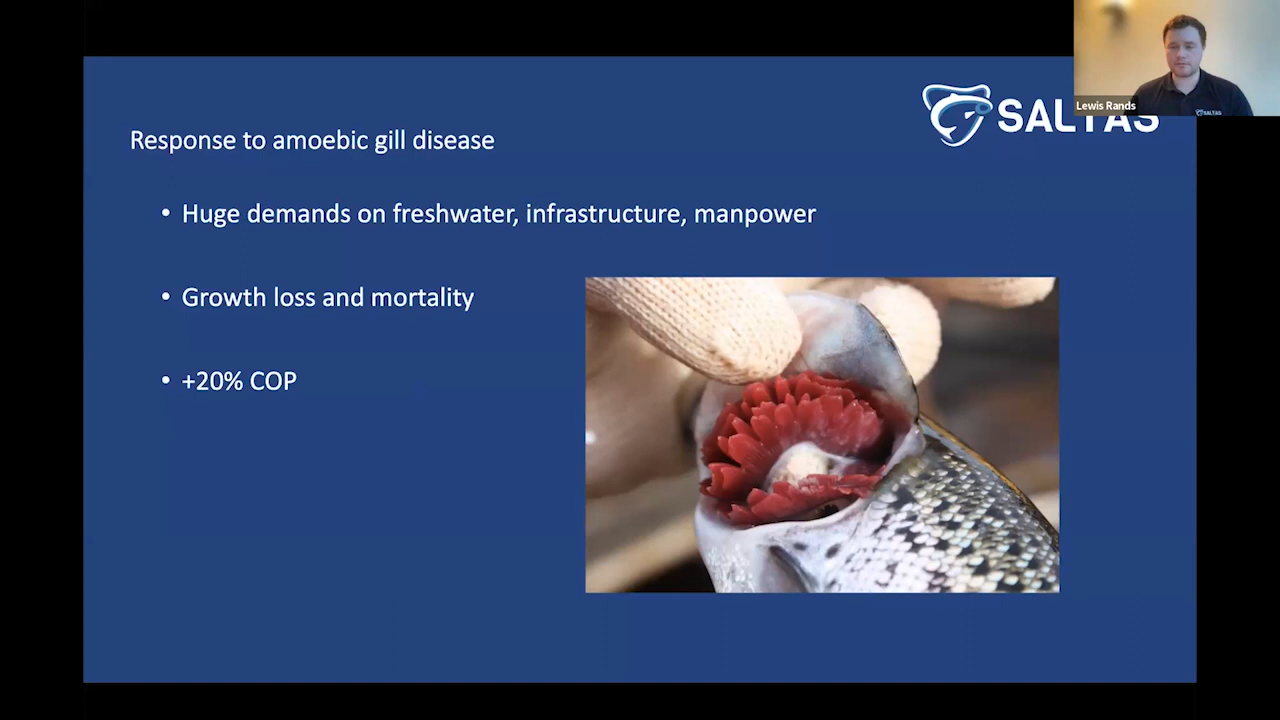 Lewis Rands
SALTAS
SALTAS
Response to amoebic gill disease
• Huge demands on freshwater, infrastructure, manpower
• Growth loss and mortality
• +20% COP